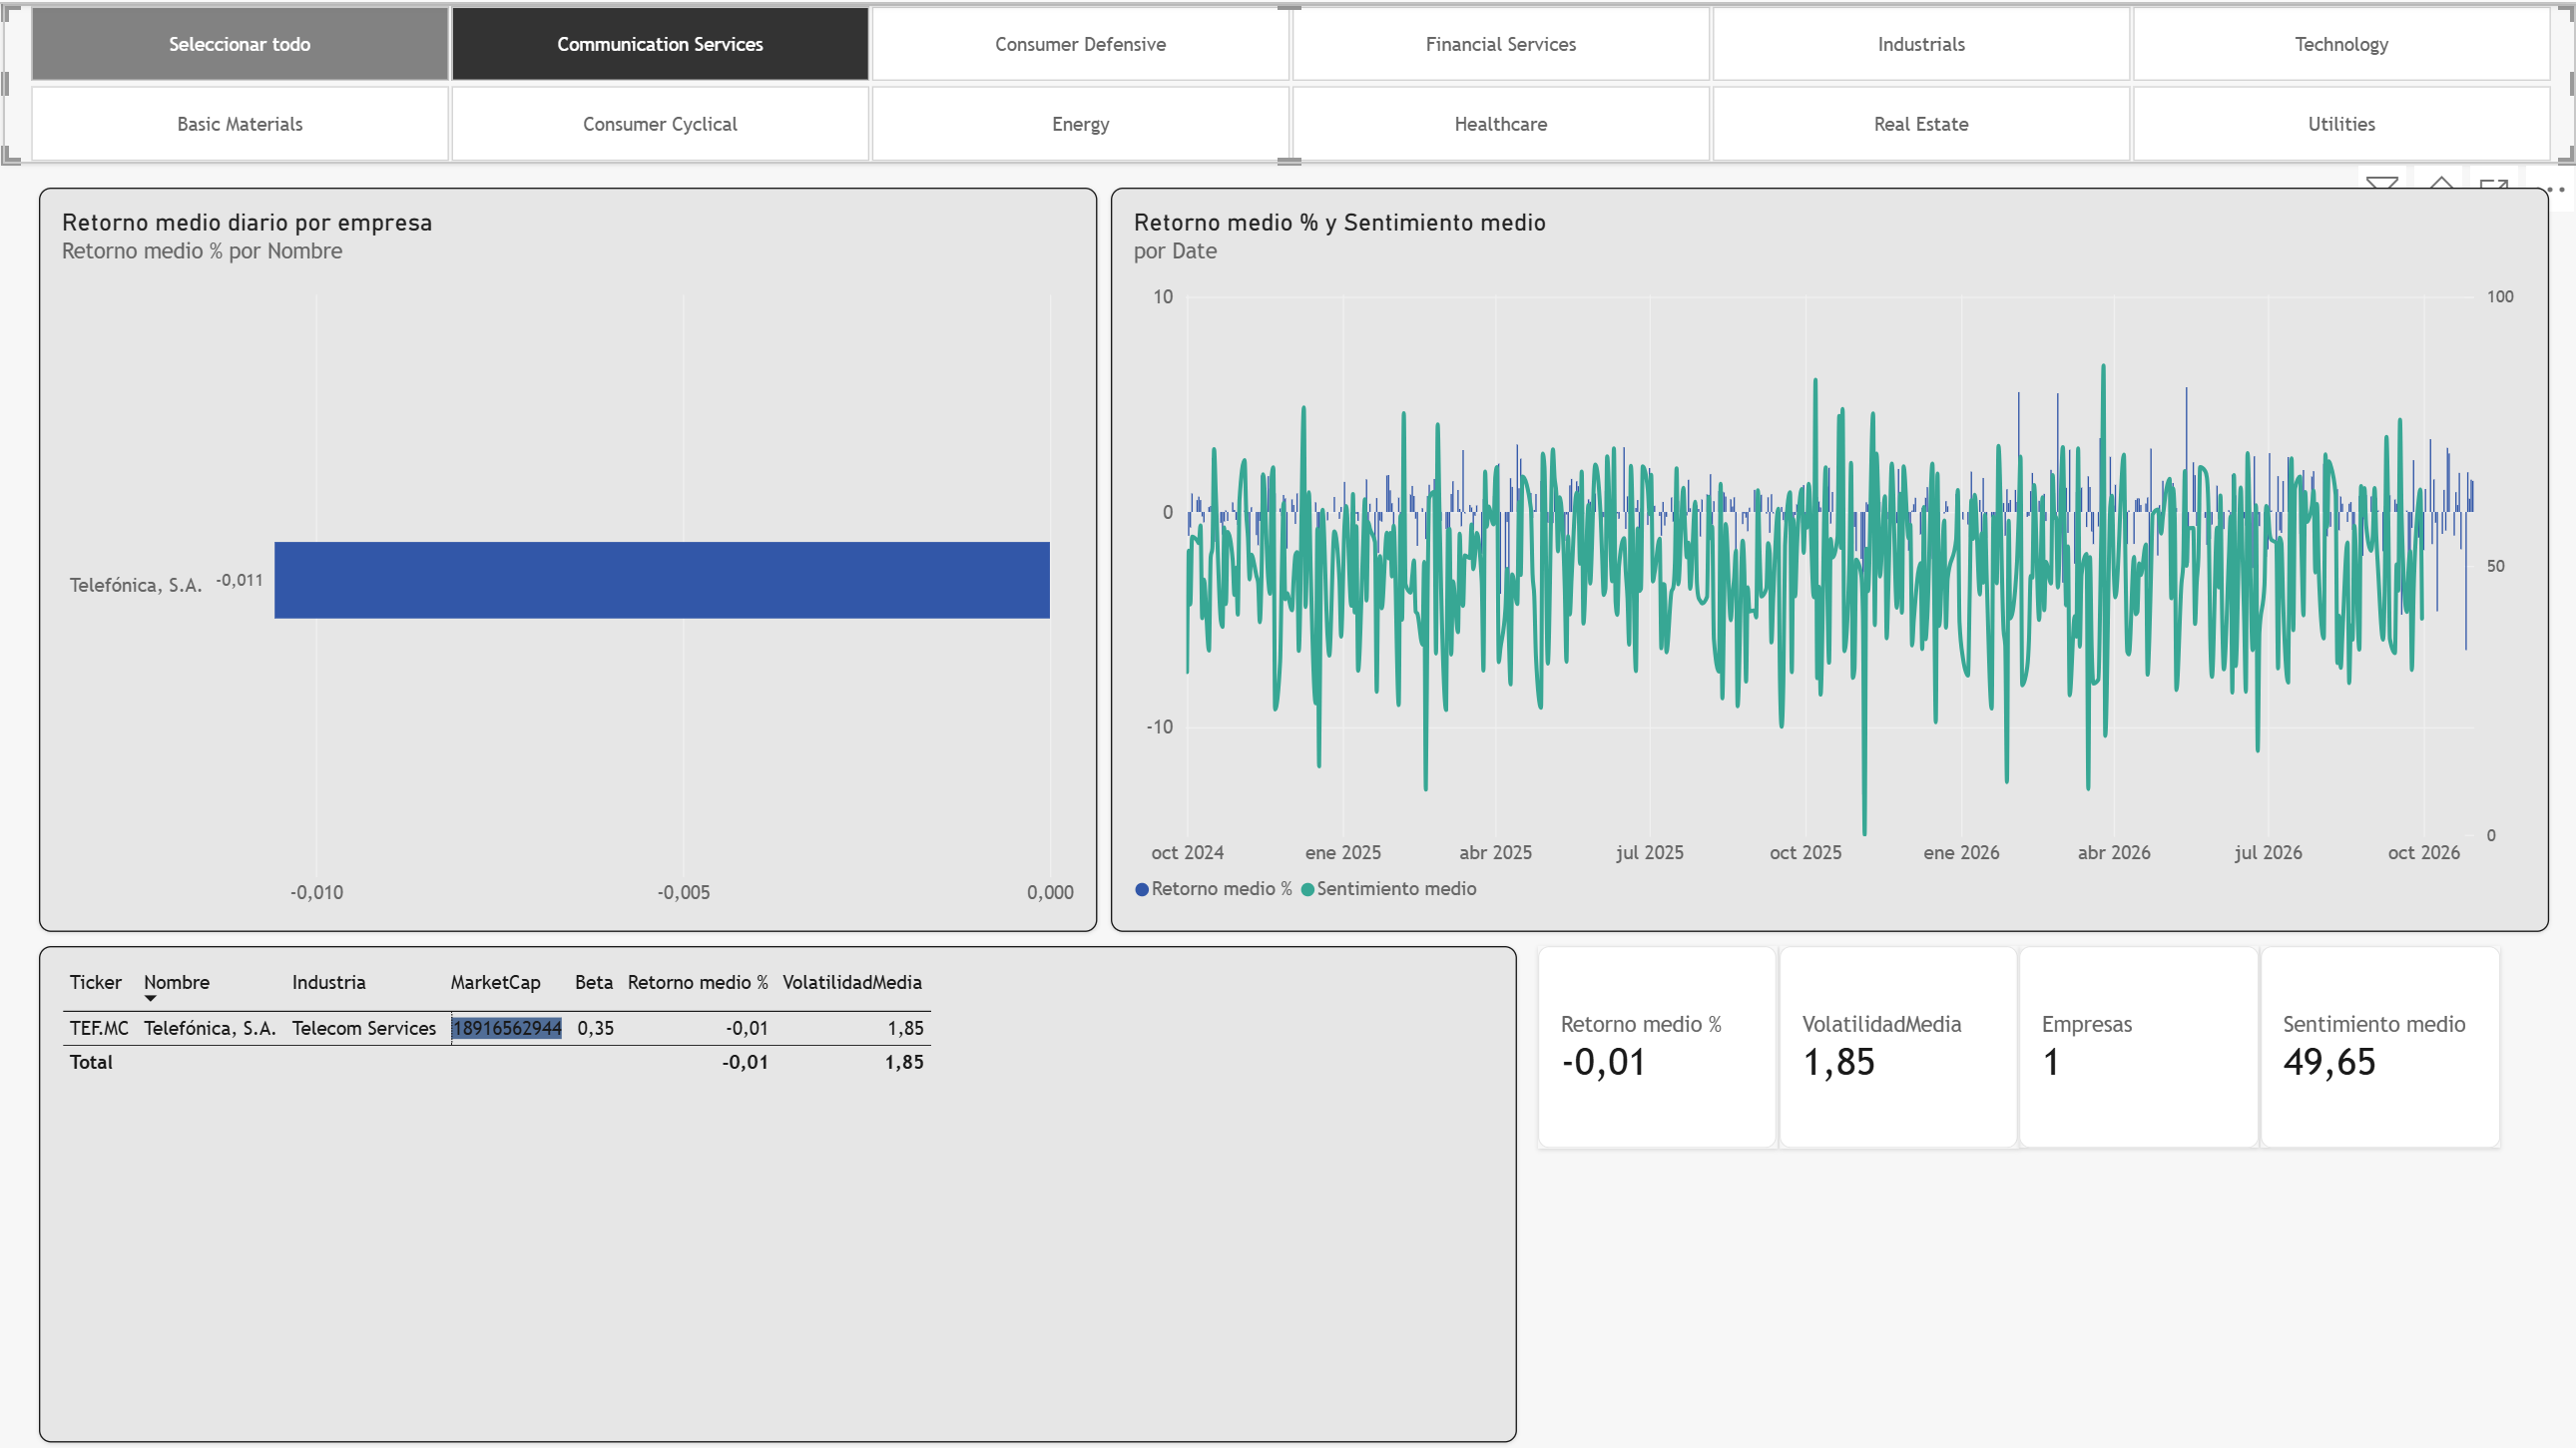 Seleccionar todo Communication Services Consumer Defensive Financial Services Industrials Technology
Basic Materials Consumer Cyclical Energy Healthcare Real Estate Utilities
Retorno medio diario por empresa
Retorno medio % por Nombre
Telefónica, S.A. -0,011
-0,010 -0,005 0,000
Retorno medio % y Sentimiento medio
por Date
10 100
0
50
-10
0
oct 2024 ene 2025 abr 2025 jul 2025 oct 2025 ene 2026 abr 2026 jul 2026 oct 2026
Retorno medio % Sentimiento medio
Ticker Nombre Industria MarketCap Beta Retorno medio % VolatilidadMedia
TEF.MC Telefónica, S.A. Telecom Services 18916562944 0,35 -0,01 1,85
Total -0,01 1,85
Retorno medio % VolatilidadMedia Empresas Sentimiento medio
-0,01 1,85 1 49,65